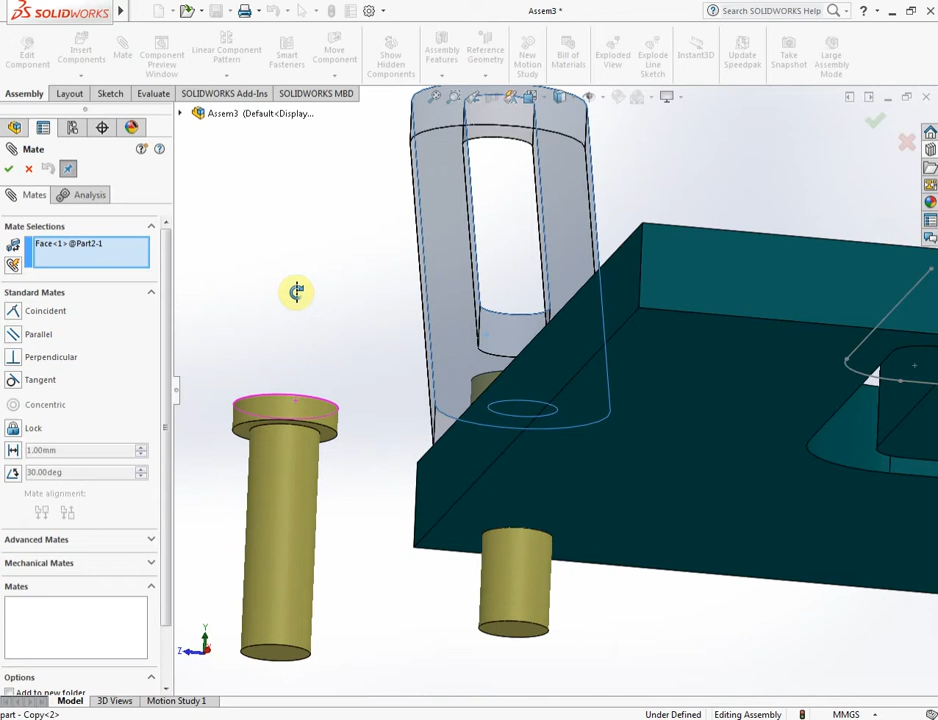 SOLIDWORKS
Assem3 *
Search SOLIDWORKS Help
Edit Component
Insert Components
Mate
Component Preview Window
Linear Component Pattern
Smart Fasteners
Move Component
Show Hidden Components
Assembly Features
Reference Geometry
New Motion Study
Bill of Materials
Exploded View
Explode Line Sketch
Instant3D
Update Speedpak
Take Snapshot
Large Assembly Mode
Assembly
Layout
Sketch
Evaluate
SOLIDWORKS Add-Ins
SOLIDWORKS MBD
Assem3 (Default<Display...
Mate
Mates
Analysis
Mate Selections
Face<1>@Part2-1
Standard Mates
Coincident
Parallel
Perpendicular
Tangent
Concentric
Lock
1.00mm
30.00deg
Mate alignment:
Advanced Mates
Mechanical Mates
Mates
Options
Add to new folder
Y
Z
Model
3D Views
Motion Study 1
part - Copy<2>
Under Defined
Editing Assembly
MMGS